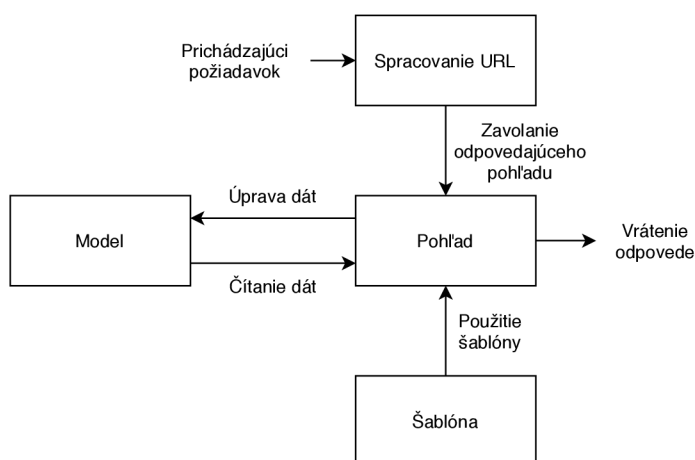 Prichádzajúci
požiadavok
Spracovanie URL
Zavolanie
odpovedajúceho
pohľadu
Úprava dát
Model
Pohľad
Vrátenie
odpovede
Čítanie dát
Použitie
šablóny
Šablóna